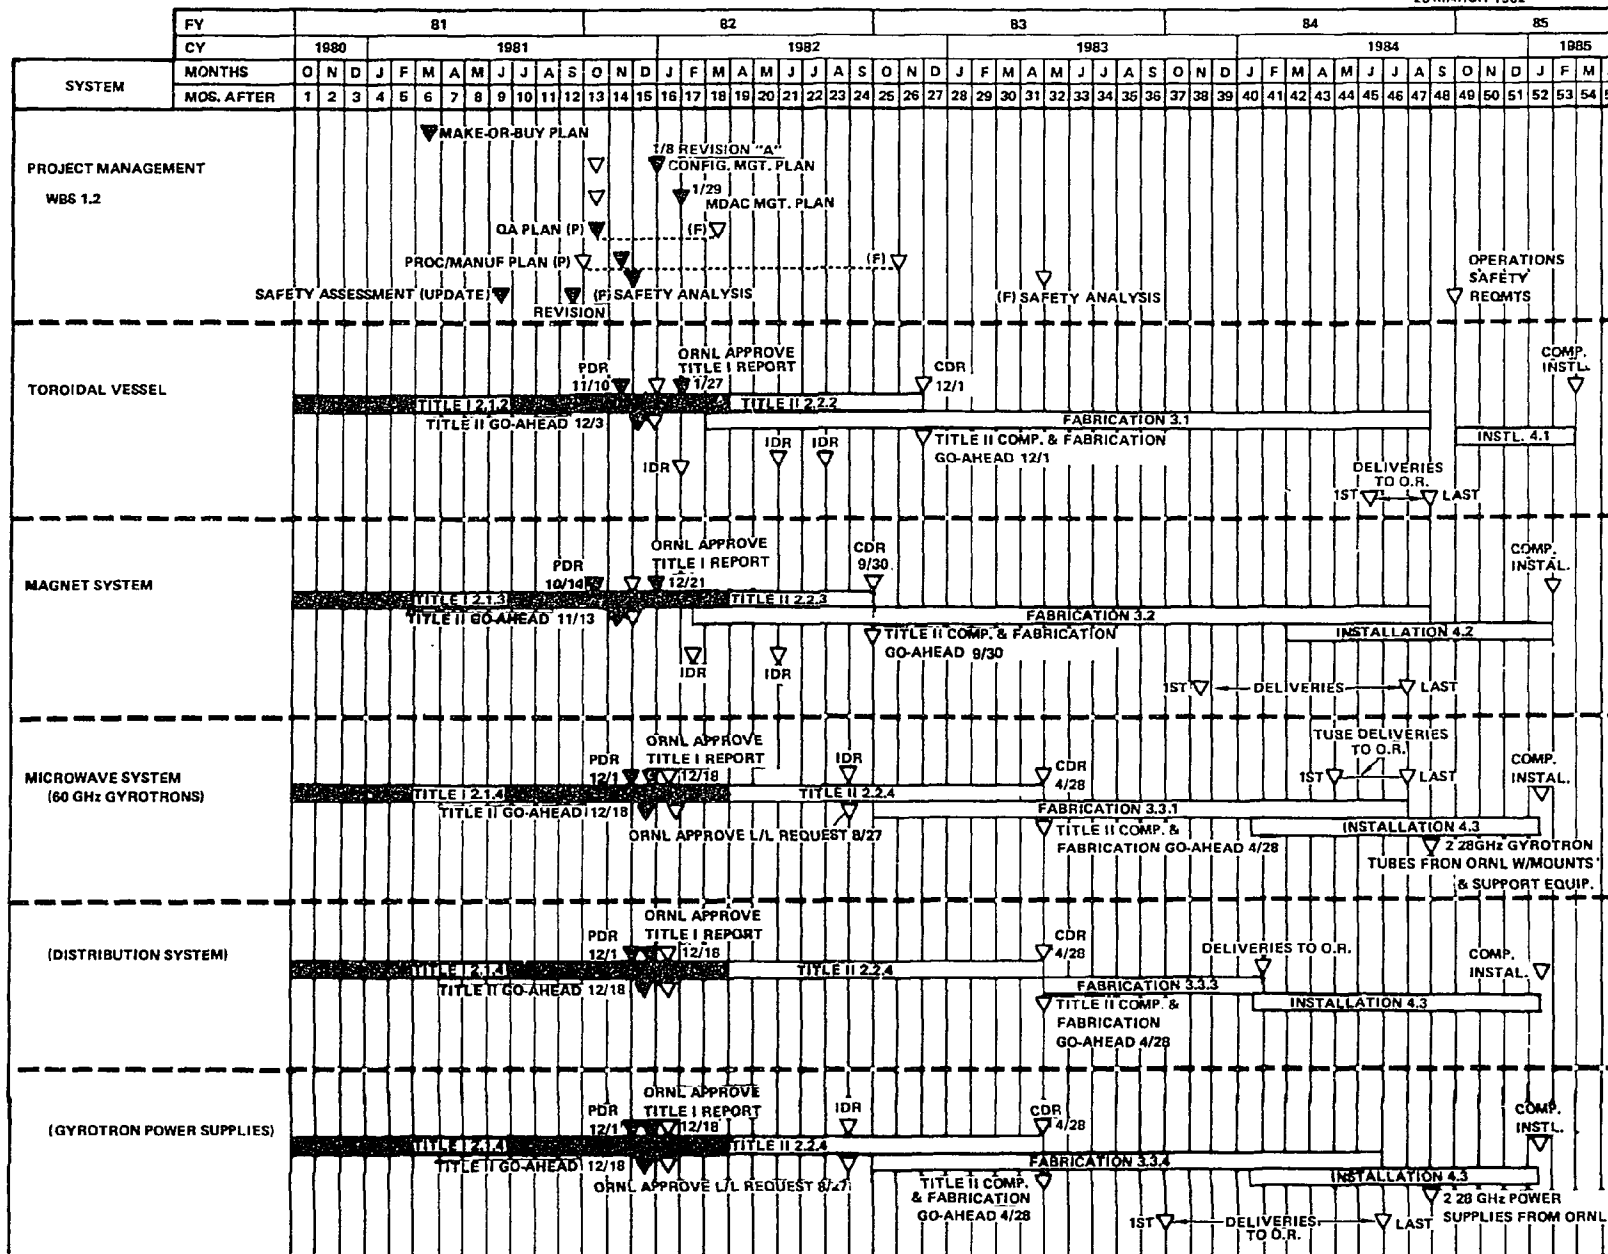 FY 81 82 83 84 85
CY 1980 1981 1982 1983 1984 1985
SYSTEM
MONTHS O N D J F M A M J J A S O N D J F M A M J J A S O N D J F M A M J J A S O N D J F M A M J J A S O N D J F M A
MOS. AFTER 1 2 3 4 5 6 7 8 9 10 11 12 13 14 15 16 17 18 19 20 21 22 23 24 25 26 27 28 29 30 31 32 33 34 35 36 37 38 39 40 41 42 43 44 45 46 47 48 49 50 51 52 53 54
PROJECT MANAGEMENT
WBS 1.2
MAKE-OR-BUY PLAN
1/8 REVISION "A"
CONFIG. MGT. PLAN
1/29
MDAC MGT. PLAN
QA PLAN (P) (F)
PROC/MANUF PLAN (P) (F)
SAFETY ASSESSMENT (UPDATE)
REVISION
(F) SAFETY ANALYSIS
(F) SAFETY ANALYSIS
OPERATIONS
SAFETY
REQMTS
TOROIDAL VESSEL
PDR
11/10
ORNL APPROVE
TITLE I REPORT
1/27
CDR
12/1
COMP.
INSTL.
TITLE I 2.1.2
TITLE II 2.2.2
TITLE II GO-AHEAD 12/3
FABRICATION 3.1
INSTL. 4.1
IDR
IDR
IDR
TITLE II COMP. & FABRICATION
GO-AHEAD 12/1
DELIVERIES
TO O.R.
1ST LAST
MAGNET SYSTEM
PDR
10/14
ORNL APPROVE
TITLE I REPORT
12/21
CDR
9/30
COMP.
INSTAL.
TITLE I 2.1.3
TITLE II 2.2.3
TITLE II GO-AHEAD 11/13
FABRICATION 3.2
INSTALLATION 4.2
TITLE II COMP. & FABRICATION
GO-AHEAD 9/30
IDR
IDR
1ST DELIVERIES LAST
MICROWAVE SYSTEM
(60 GHz GYROTRONS)
PDR
12/1
ORNL APPROVE
TITLE I REPORT
12/18
IDR
CDR
4/28
TUBE DELIVERIES
TO O.R.
1ST LAST
COMP.
INSTAL.
TITLE I 2.1.4
TITLE II 2.2.4
TITLE II GO-AHEAD 12/18
FABRICATION 3.3.1
ORNL APPROVE L/L REQUEST 8/27
TITLE II COMP. &
FABRICATION GO-AHEAD 4/28
INSTALLATION 4.3
2 28GHz GYROTRON
TUBES FRON ORNL W/MOUNTS
& SUPPORT EQUIP.
(DISTRIBUTION SYSTEM)
PDR
12/1
ORNL APPROVE
TITLE I REPORT
12/18
CDR
4/28
DELIVERIES TO O.R.
COMP.
INSTAL.
TITLE I 2.1.4
TITLE II 2.2.4
TITLE II GO-AHEAD 12/18
FABRICATION 3.3.3
TITLE II COMP. &
FABRICATION
GO-AHEAD 4/28
INSTALLATION 4.3
(GYROTRON POWER SUPPLIES)
PDR
12/1
ORNL APPROVE
TITLE I REPORT
12/18
IDR
CDR
4/28
COMP.
INSTL.
TITLE I 2.1.4
TITLE II 2.2.4
TITLE II GO-AHEAD 12/18
FABRICATION 3.3.4
ORNL APPROVE L/L REQUEST 8/27
TITLE II COMP.
& FABRICATION
GO-AHEAD 4/28
INSTALLATION 4.3
2 28 GHz POWER
SUPPLIES FROM ORNL
1ST DELIVERIES LAST
TO O.R.